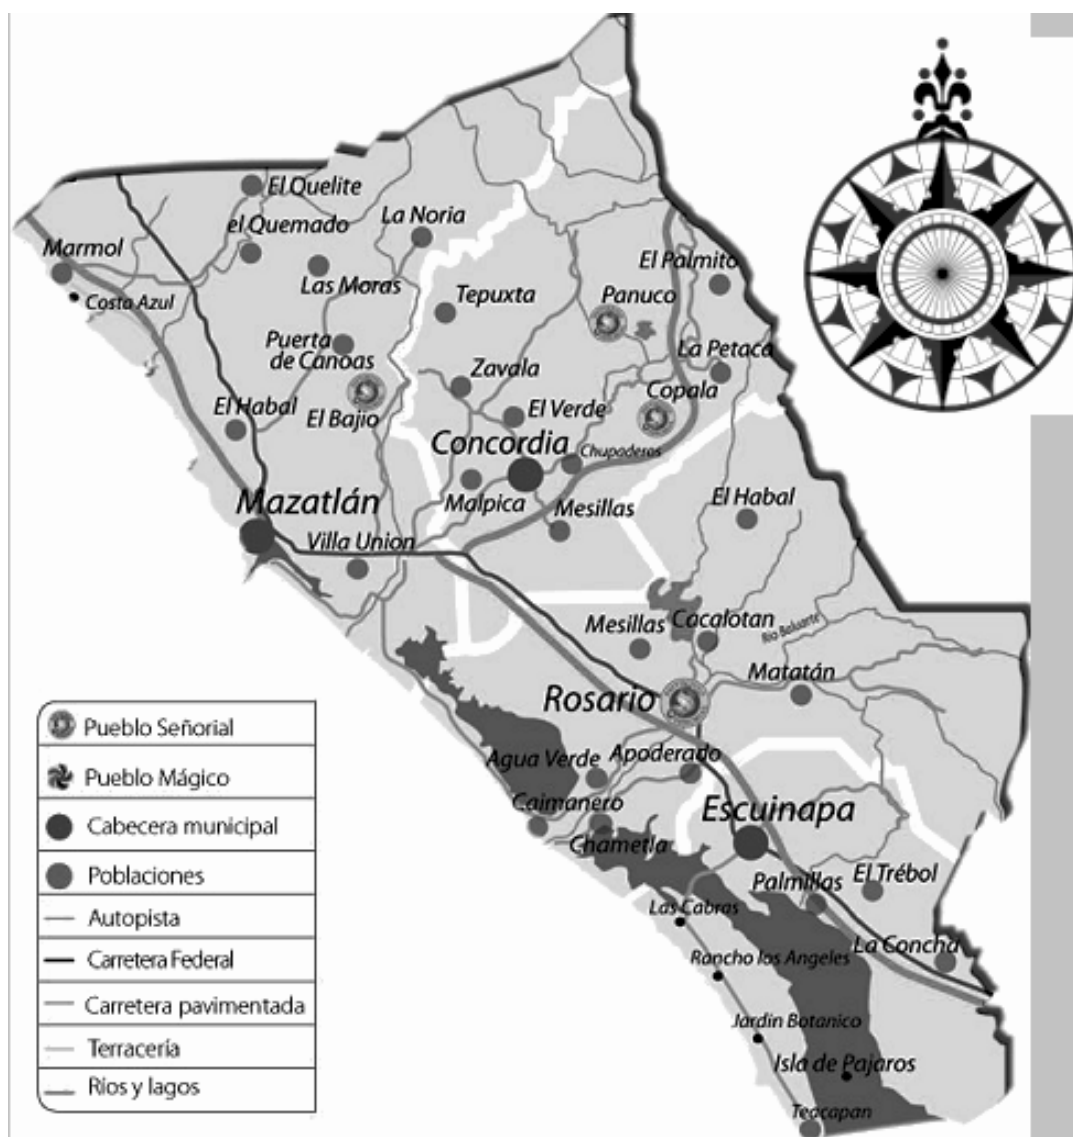 El Quelite
el Quemado
La Noria
Marmol
Las Moras
Costa Azul
Tepuxta
El Palmito
Panuco
Puerta
de Canoas
Zavala
La Petaca
Copala
El Habal
El Bajio
El Verde
Concordia
Chupaderos
Mazatlán
Malpica
Mesillas
El Habal
Villa Union
Mesillas
Cacalotan
Rio Baluarte
Matatán
Rosario
Agua Verde
Apoderado
Caimanero
Escuinapa
Chametla
Palmillas
El Trébol
Las Cabras
La Concha
Rancho los Angeles
Jardin Botanico
Isla de Pajaros
Teacapan
Pueblo Señorial
Pueblo Mágico
Cabecera municipal
Poblaciones
Autopista
Carretera Federal
Carretera pavimentada
Terracería
Ríos y lagos